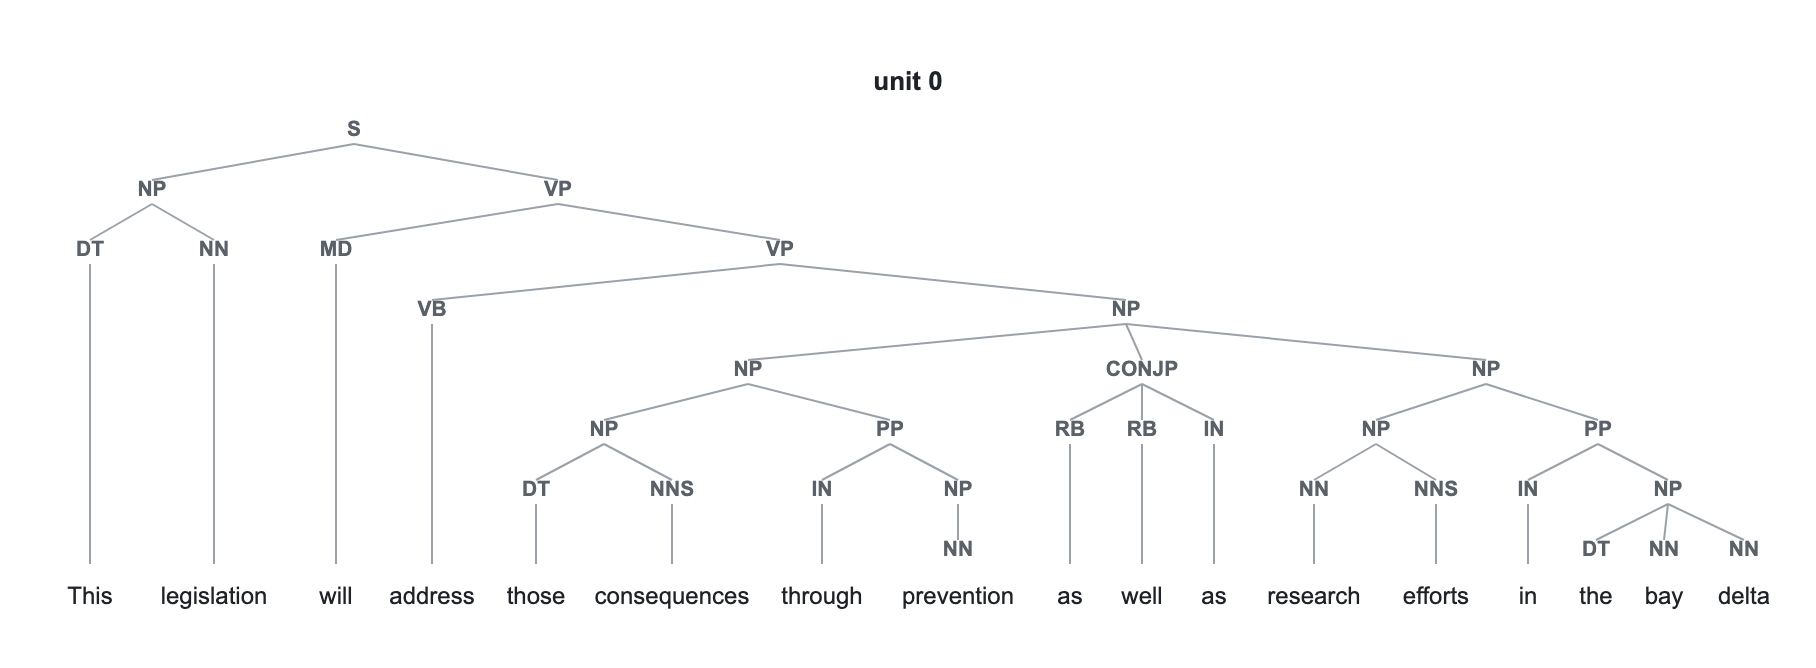 unit 0
S
NP VP
DT NN MD VP
VB NP
NP CONJP NP
NP PP RB RB IN NP PP
DT NNS IN NP NN NNS IN NP
NN DT NN NN
This legislation will address those consequences through prevention as well as research efforts in the bay delta